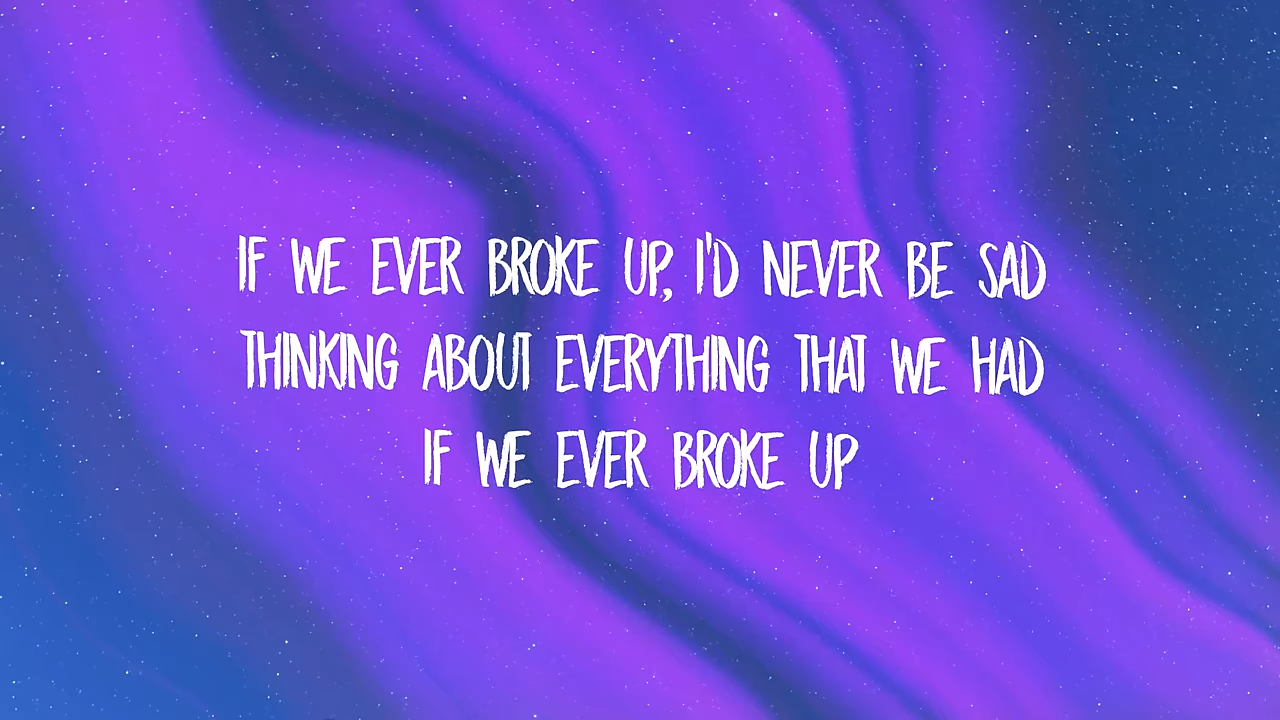 IF WE EVER BROKE UP, I'D NEVER BE SAD
THINKING ABOUT EVERYTHING THAT WE HAD
IF WE EVER BROKE UP